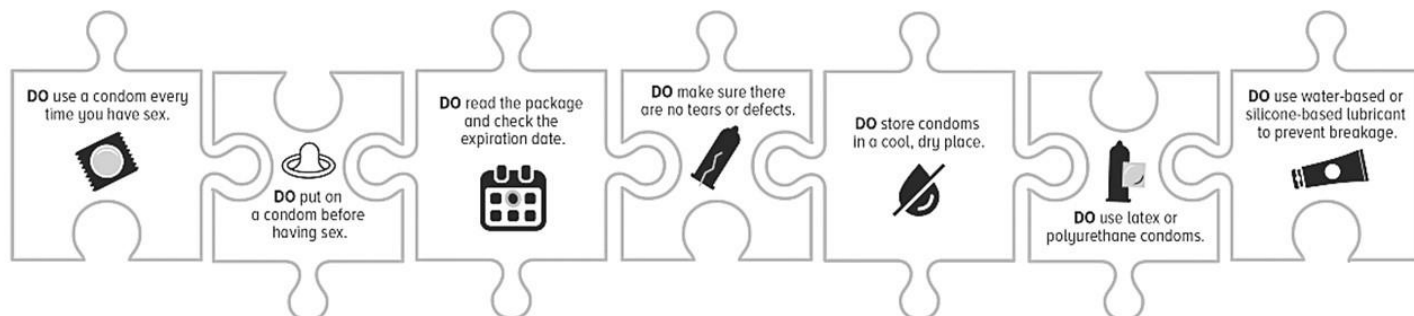 DO use a condom every
time you have sex.
DO put on
a condom before
having sex.
DO read the package
and check the
expiration date.
DO make sure there
are no tears or defects.
DO store condoms
in a cool, dry place.
DO use latex or
polyurethane condoms.
DO use water-based or
silicone-based lubricant
to prevent breakage.